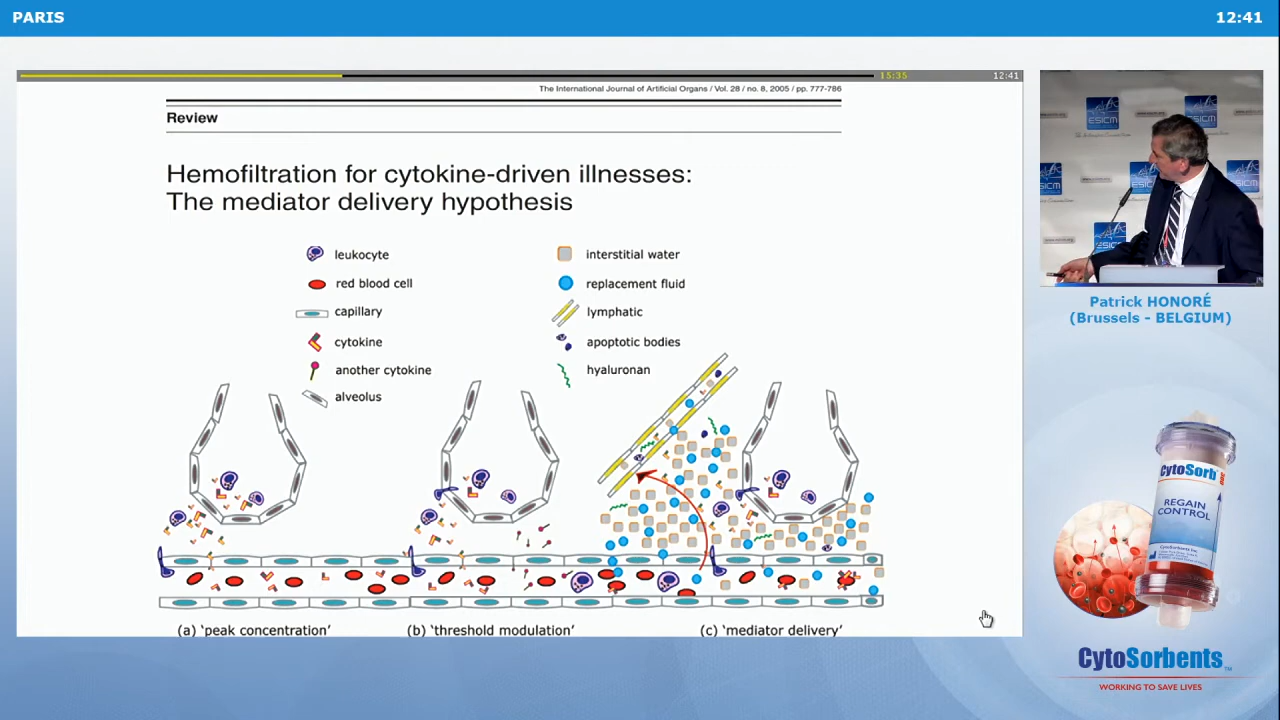 PARIS
12:41
15:35
12:41
The International Journal of Artificial Organs / Vol. 28 / no. 8, 2005 / pp. 777-786
Review
Hemofiltration for cytokine-driven illnesses:
The mediator delivery hypothesis
leukocyte
interstitial water
red blood cell
replacement fluid
capillary
lymphatic
cytokine
apoptotic bodies
another cytokine
hyaluronan
alveolus
(a) ‘peak concentration’
(b) ‘threshold modulation’
(c) ‘mediator delivery’
ESICM
ESICM
Patrick HONORÉ
(Brussels - BELGIUM)
CytoSorb
REGAIN
CONTROL
CytoSorbents
WORKING TO SAVE LIVES